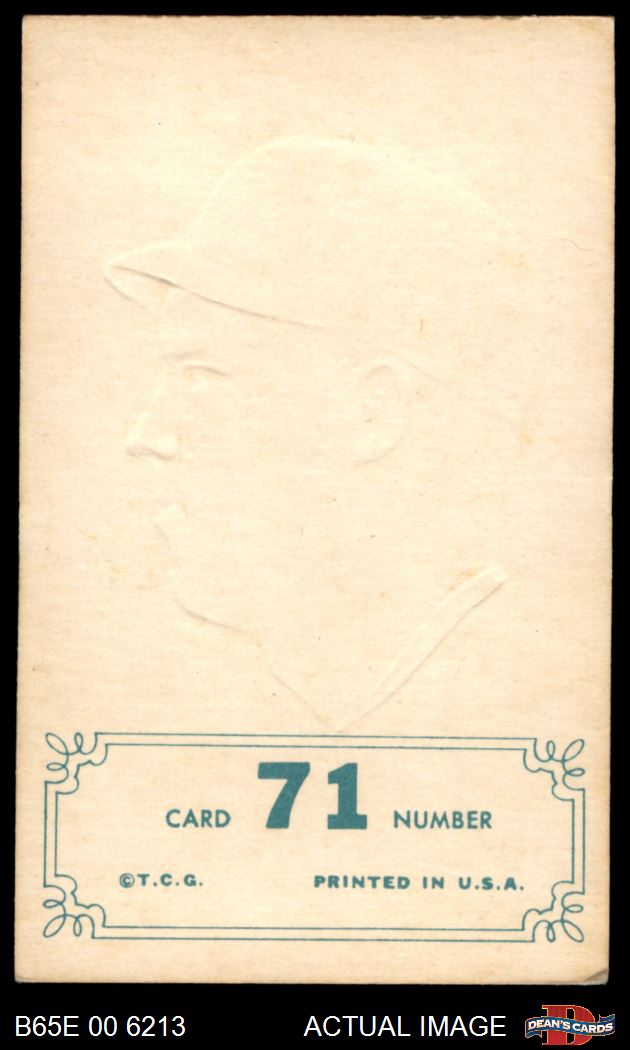 CARD 71 NUMBER
©T.C.G. PRINTED IN U.S.A.
B65E 00 6213 ACTUAL IMAGE DEAN'S CARDS